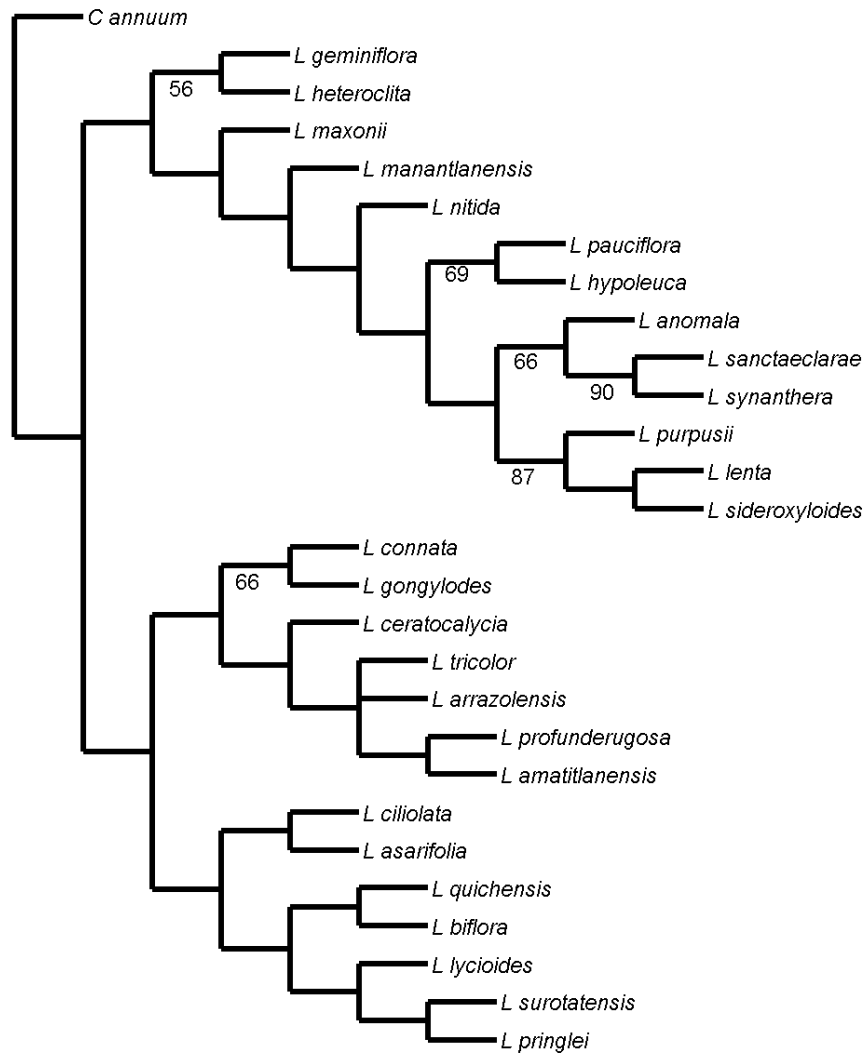 C annuum
L geminiflora
56
L heteroclita
L maxonii
L manantlanensis
L nitida
L pauciflora
69
L hypoleuca
L anomala
66
L sanctaeclarae
90
L synanthera
L purpusii
87
L lenta
L sideroxyloides
L connata
66
L gongylodes
L ceratocalycia
L tricolor
L arrazolensis
L profunderugosa
L amatitlanensis
L ciliolata
L asarifolia
L quichensis
L biflora
L lycioides
L surotatensis
L pringlei